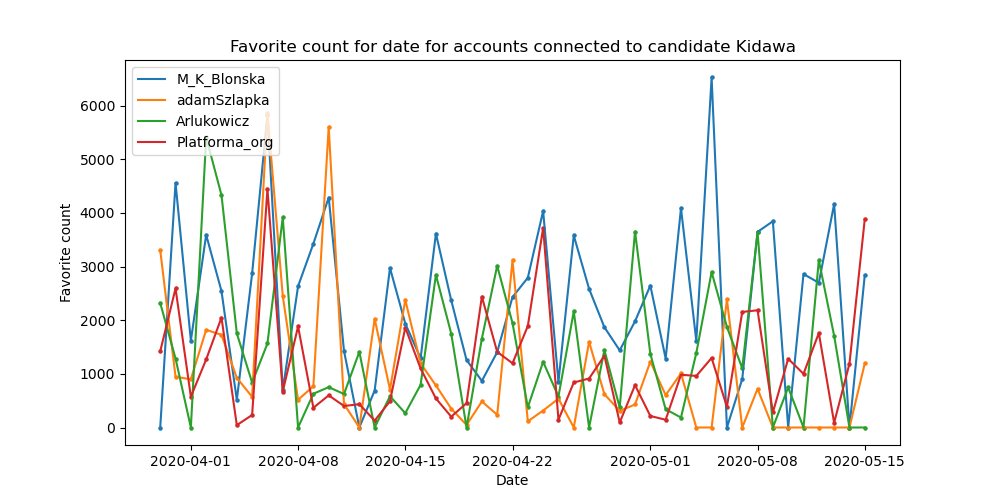 Favorite count for date for accounts connected to candidate Kidawa
M_K_Blonska
adamSzlapka
Arlukowicz
Platforma_org
Favorite count
6000
5000
4000
3000
2000
1000
0
2020-04-01 2020-04-08 2020-04-15 2020-04-22 2020-05-01 2020-05-08 2020-05-15
Date